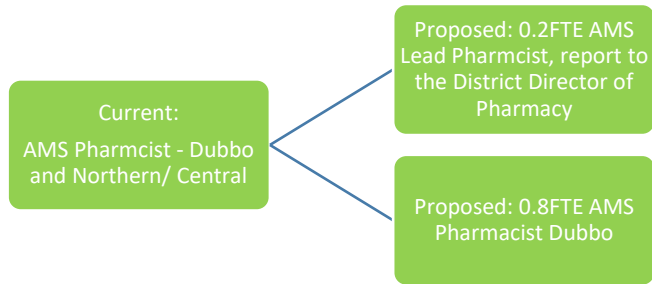 Current:
AMS Pharmcist - Dubbo
and Northern/ Central
Proposed: 0.2FTE AMS
Lead Pharmcist, report to
the District Director of
Pharmacy
Proposed: 0.8FTE AMS
Pharmacist Dubbo